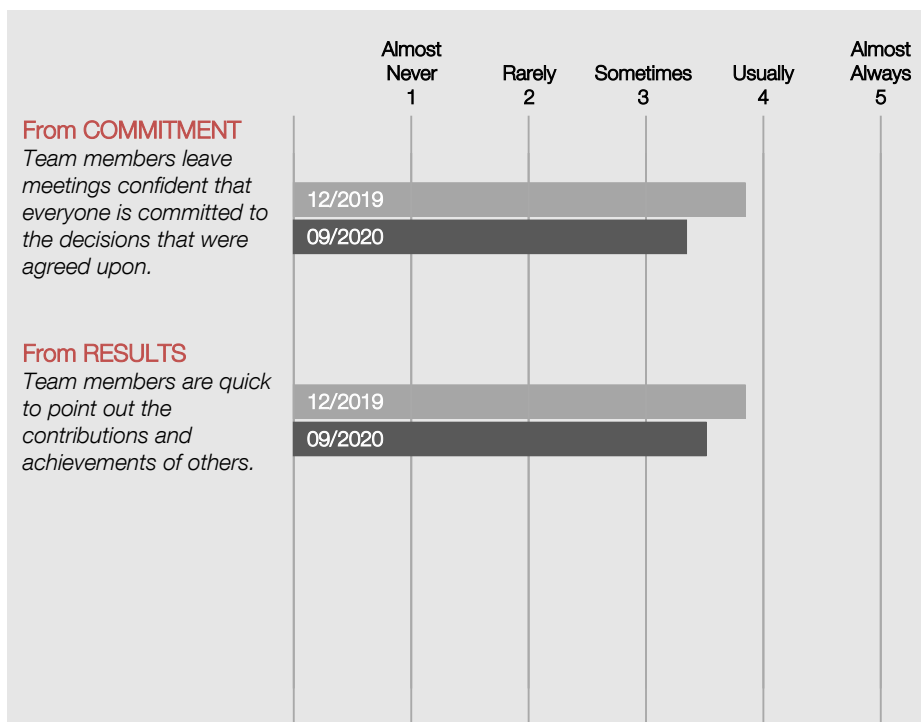 Almost
Never
1
Rarely
2
Sometimes
3
Usually
4
Almost
Always
5
From COMMITMENT
Team members leave
meetings confident that
everyone is committed to
the decisions that were
agreed upon.
12/2019
09/2020
From RESULTS
Team members are quick
to point out the
contributions and
achievements of others.
12/2019
09/2020